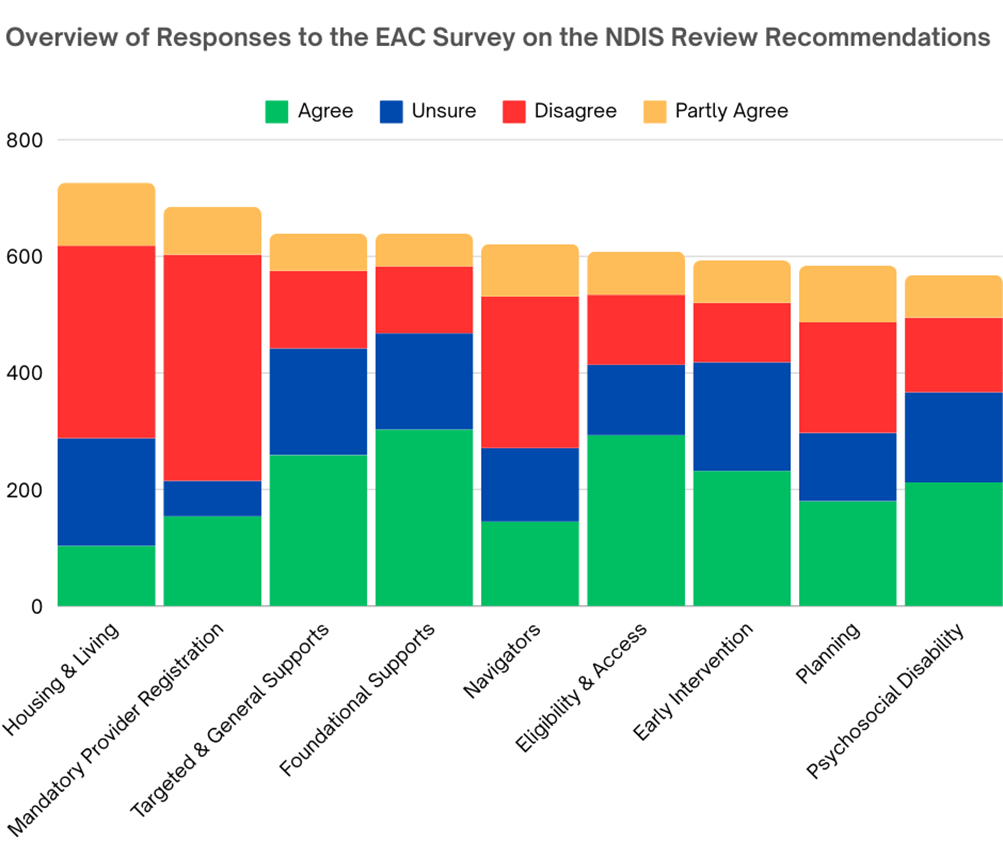 Overview of Responses to the EAC Survey on the NDIS Review Recommendations
Agree
Unsure
Disagree
Partly Agree
800
600
400
200
0
Housing & Living
Mandatory Provider Registration
Targeted & General Supports
Foundational Supports
Navigators
Eligibility & Access
Early Intervention
Planning
Psychosocial Disability